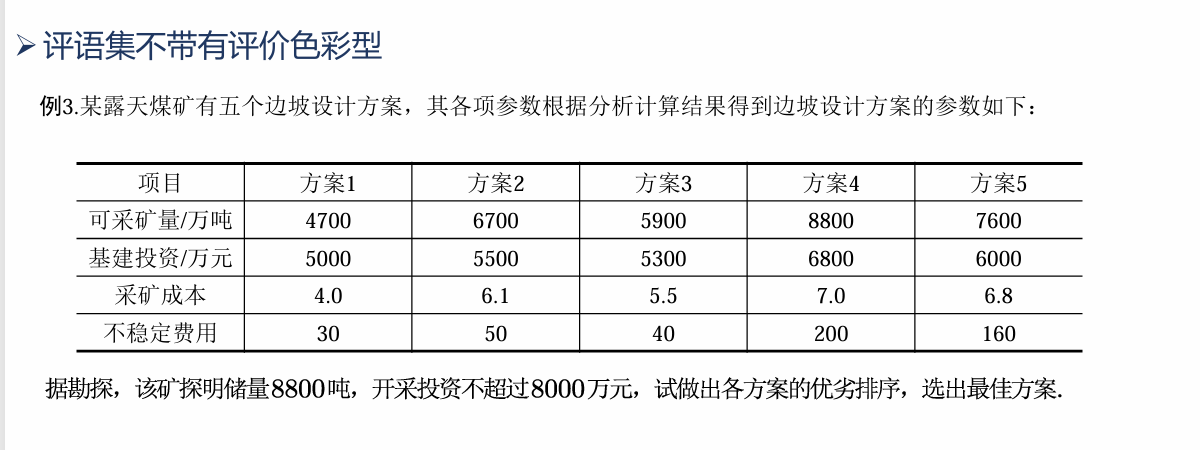 ➢ 评语集不带有评价色彩型
例3.某露天煤矿有五个边坡设计方案，其各项参数根据分析计算结果得到边坡设计方案的参数如下：
项目 方案1 方案2 方案3 方案4 方案5
可采矿量/万吨 4700 6700 5900 8800 7600
基建投资/万元 5000 5500 5300 6800 6000
采矿成本 4.0 6.1 5.5 7.0 6.8
不稳定费用 30 50 40 200 160
据勘探，该矿探明储量8800吨，开采投资不超过8000万元，试做出各方案的优劣排序，选出最佳方案.